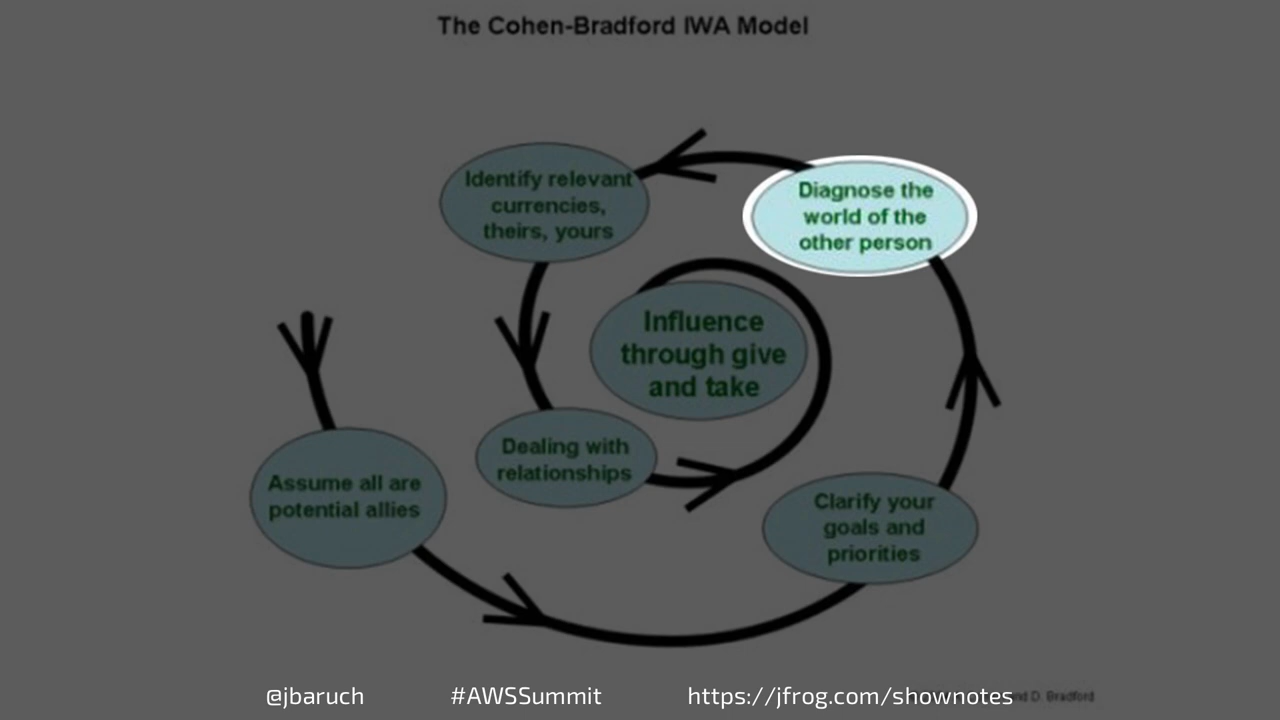 The Cohen-Bradford IWA Model
Identify relevant
currencies,
theirs, yours
Diagnose the
world of the
other person
Influence
through give
and take
Dealing with
relationships
Assume all are
potential allies
Clarify your
goals and
priorities
@jbaruch #AWSSummit https://jfrog.com/shownotes
D. Bradford